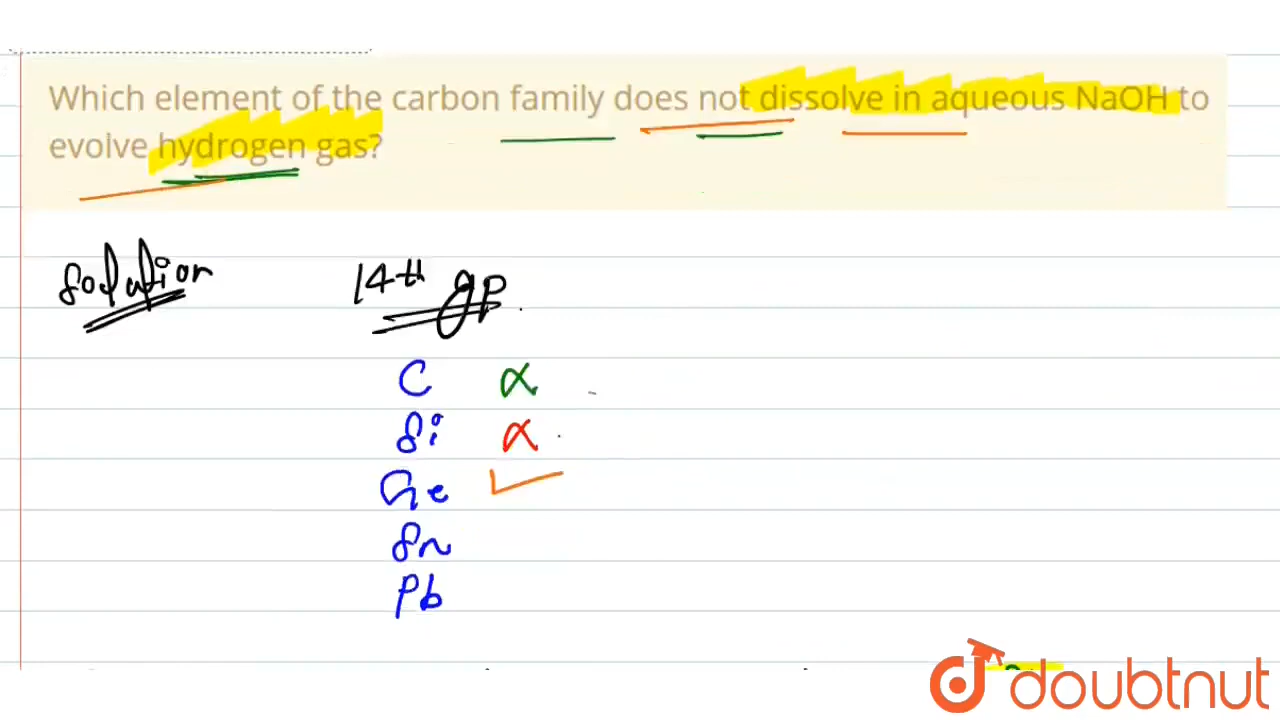 Which element of the carbon family does not dissolve in aqueous NaOH to
evolve hydrogen gas?
Solution
14th gp.
C α
Si α
Ge ✓
Sn
Pb
doubtnut